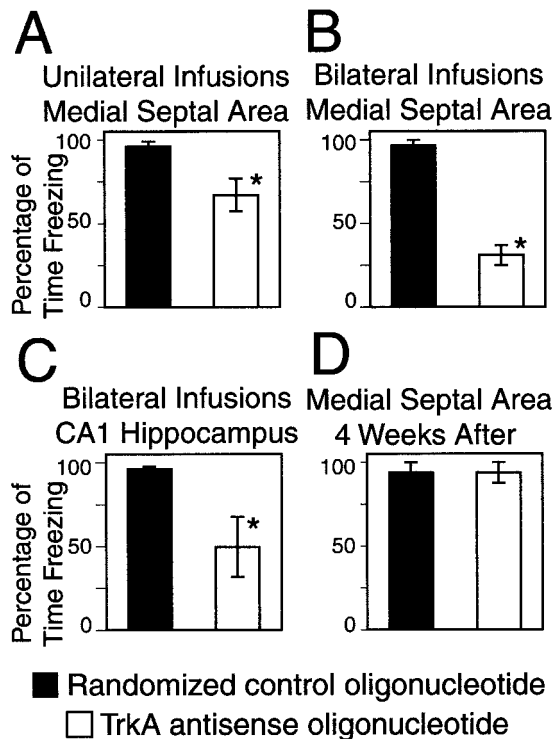 A
Unilateral Infusions
Medial Septal Area
Percentage of
Time Freezing
100
50
0
*
B
Bilateral Infusions
Medial Septal Area
100
50
0
*
C
Bilateral Infusions
CA1 Hippocampus
Percentage of
Time Freezing
100
50
0
*
D
Medial Septal Area
4 Weeks After
100
50
0
Randomized control oligonucleotide
TrkA antisense oligonucleotide